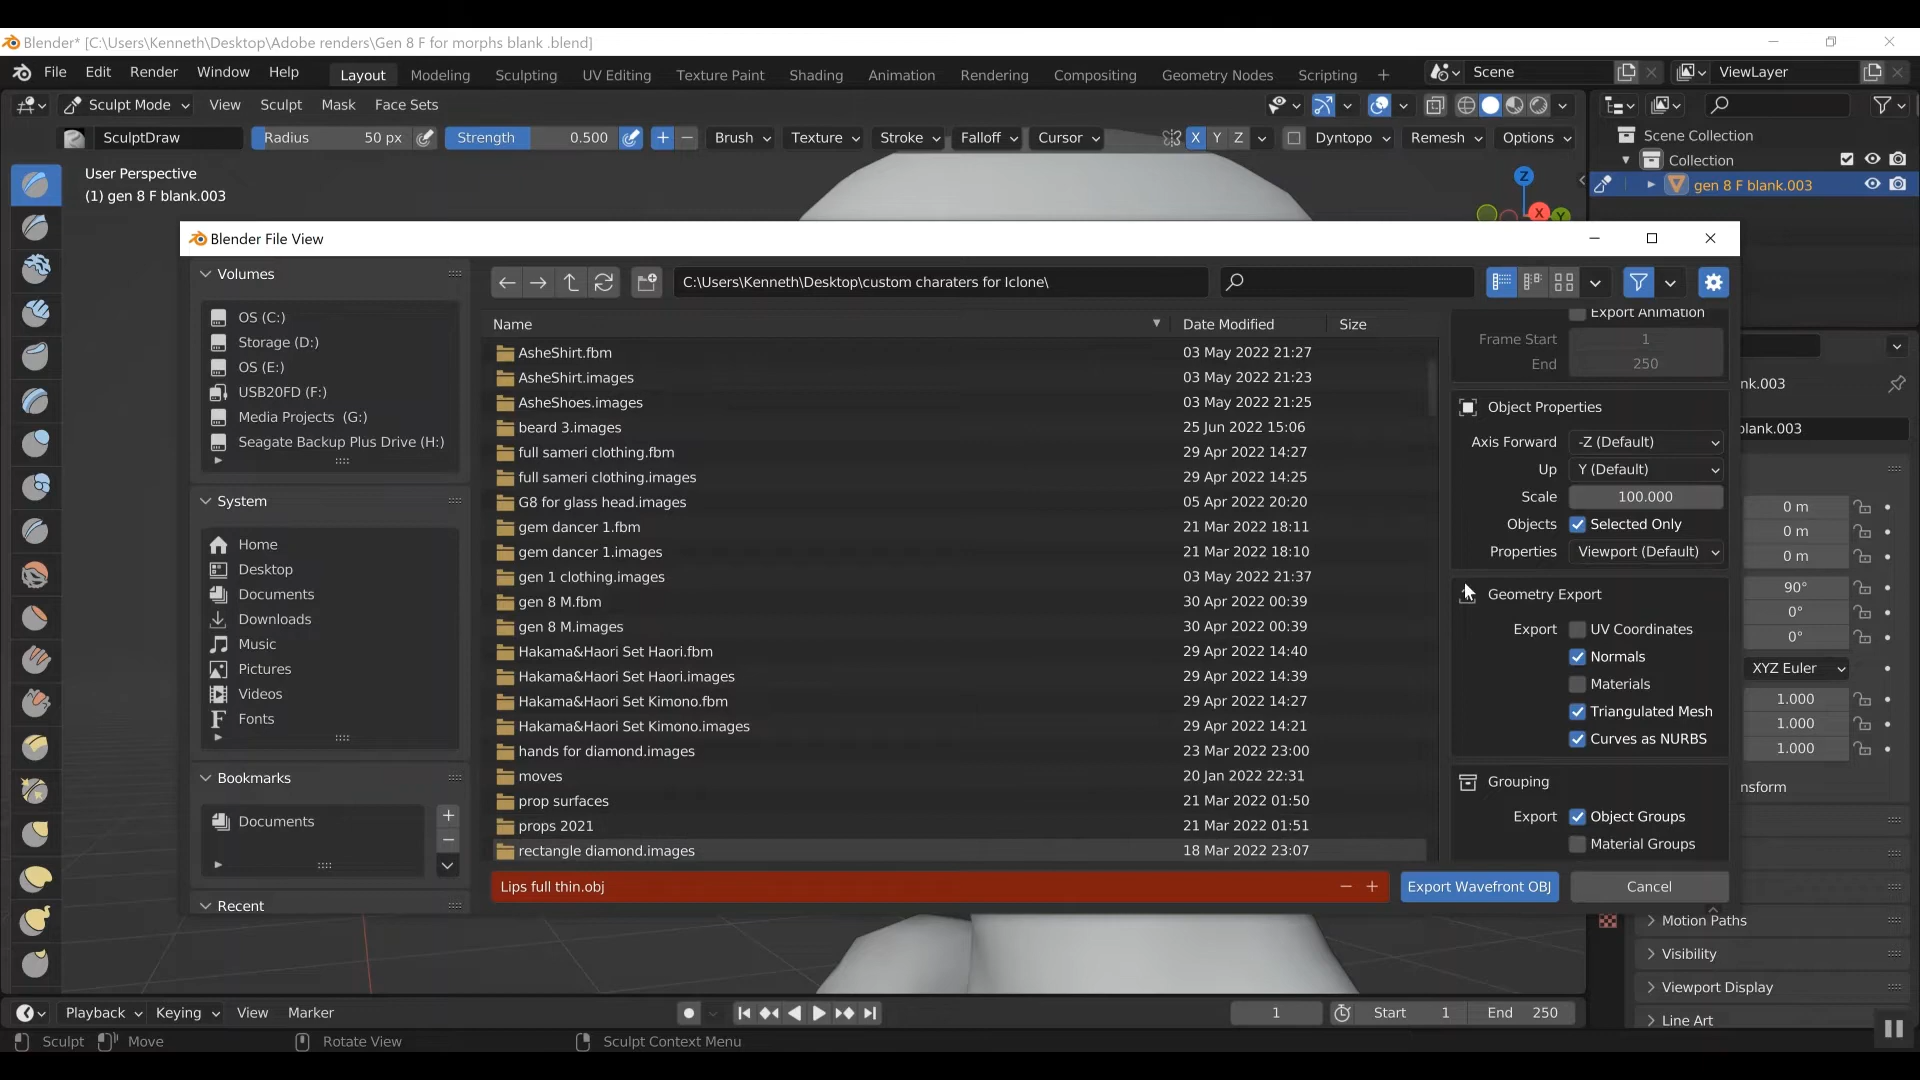 Blender* [C:\Users\Kenneth\Desktop\Adobe renders\Gen 8 F for morphs blank .blend]
File Edit Render Window Help Layout Modeling Sculpting UV Editing Texture Paint Shading Animation Rendering Compositing Geometry Nodes Scripting + Scene ViewLayer
Sculpt Mode View Sculpt Mask Face Sets
SculptDraw Radius 50 px Strength 0.500 + − Brush Texture Stroke Falloff Cursor X Y Z Dyntopo Remesh Options
Scene Collection
Collection
gen 8 F blank.003
User Perspective
(1) gen 8 F blank.003
Z
X
Y
Blender File View
Volumes
OS (C:)
Storage (D:)
OS (E:)
USB20FD (F:)
Media Projects (G:)
Seagate Backup Plus Drive (H:)
System
Home
Desktop
Documents
Downloads
Music
Pictures
Videos
Fonts
Bookmarks
Documents
Recent
C:\Users\Kenneth\Desktop\custom charaters for Iclone\
Name Date Modified Size
AsheShirt.fbm 03 May 2022 21:27
AsheShirt.images 03 May 2022 21:23
AsheShoes.images 03 May 2022 21:25
beard 3.images 25 Jun 2022 15:06
full sameri clothing.fbm 29 Apr 2022 14:27
full sameri clothing.images 29 Apr 2022 14:25
G8 for glass head.images 05 Apr 2022 20:20
gem dancer 1.fbm 21 Mar 2022 18:11
gem dancer 1.images 21 Mar 2022 18:10
gen 1 clothing.images 03 May 2022 21:37
gen 8 M.fbm 30 Apr 2022 00:39
gen 8 M.images 30 Apr 2022 00:39
Hakama&Haori Set Haori.fbm 29 Apr 2022 14:40
Hakama&Haori Set Haori.images 29 Apr 2022 14:39
Hakama&Haori Set Kimono.fbm 29 Apr 2022 14:27
Hakama&Haori Set Kimono.images 29 Apr 2022 14:21
hands for diamond.images 23 Mar 2022 23:00
moves 20 Jan 2022 22:31
prop surfaces 21 Mar 2022 01:50
props 2021 21 Mar 2022 01:51
rectangle diamond.images 18 Mar 2022 23:07
Lips full thin.obj − + Export Wavefront OBJ Cancel
Export Animation
Frame Start 1
End 250
Object Properties
Axis Forward -Z (Default)
Up Y (Default)
Scale 100.000
Objects Selected Only
Properties Viewport (Default)
Geometry Export
Export UV Coordinates
Normals
Materials
Triangulated Mesh
Curves as NURBS
Grouping
Export Object Groups
Material Groups
nk.003
blank.003
0 m
0 m
0 m
90°
0°
0°
XYZ Euler
1.000
1.000
1.000
nsform
Motion Paths
Visibility
Viewport Display
Line Art
Playback Keying View Marker 1 Start 1 End 250
Sculpt Move Rotate View Sculpt Context Menu